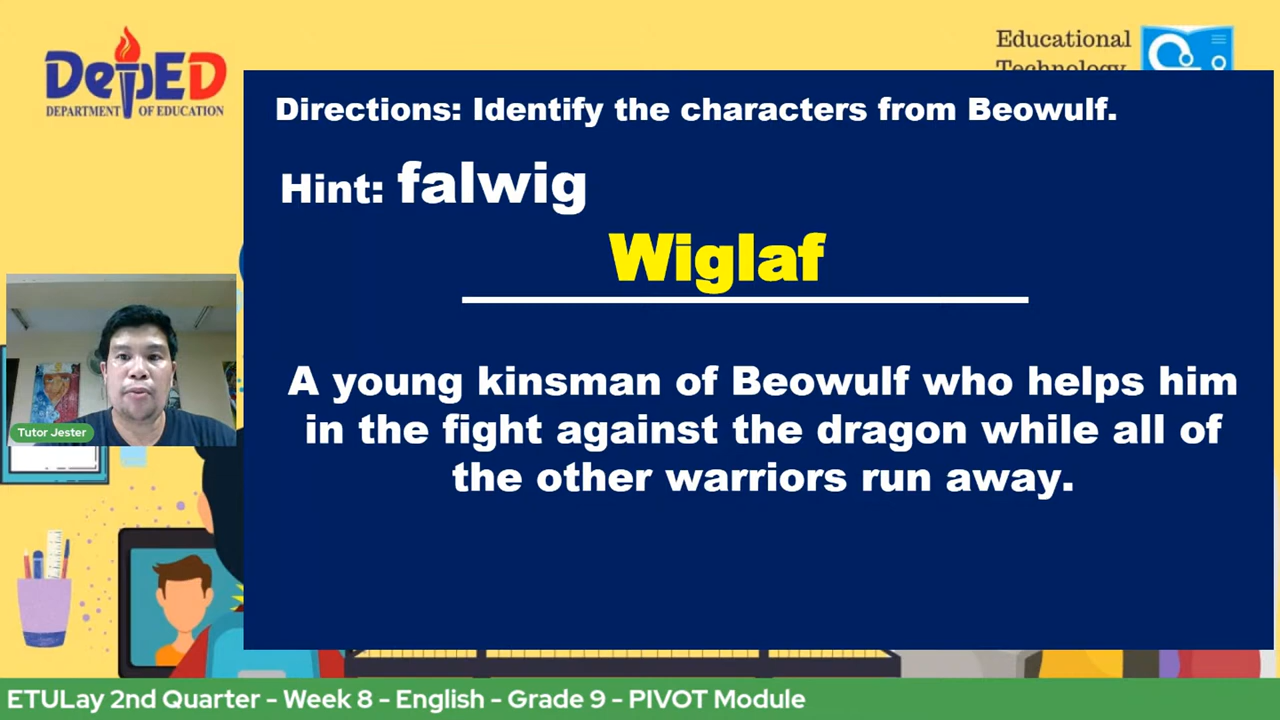 DepED
DEPARTMENT OF EDUCATION
Educational
Technology
Directions: Identify the characters from Beowulf.
Hint: falwig
Wiglaf
A young kinsman of Beowulf who helps him
in the fight against the dragon while all of
the other warriors run away.
Tutor Jester
ETULay 2nd Quarter - Week 8 - English - Grade 9 - PIVOT Module